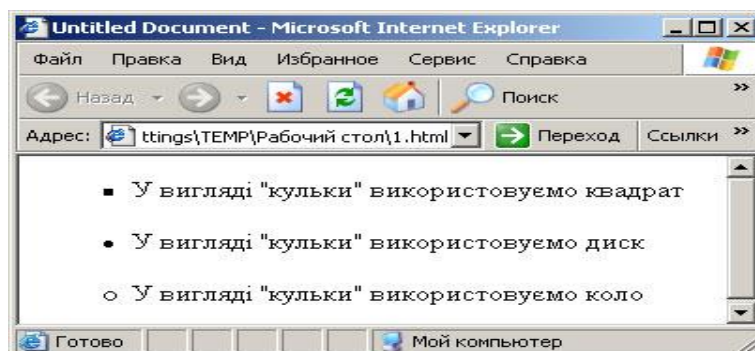 Untitled Document - Microsoft Internet Explorer
Файл Правка Вид Избранное Сервис Справка
Назад Поиск »
Адрес: ttings\TEMP\Рабочий стол\1.html Переход Ссылки »
▪ У вигляді "кульки" використовуємо квадрат
• У вигляді "кульки" використовуємо диск
○ У вигляді "кульки" використовуємо коло
Готово Мой компьютер